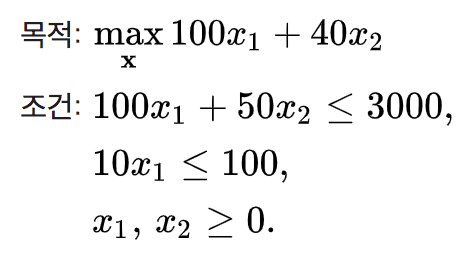 목적: max 100x₁ + 40x₂
x
조건: 100x₁ + 50x₂ ≤ 3000,
10x₁ ≤ 100,
x₁, x₂ ≥ 0.